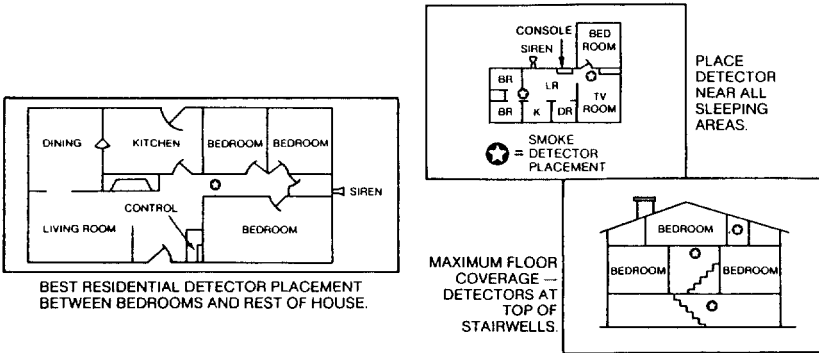 DINING
KITCHEN
BEDROOM
BEDROOM
SIREN
CONTROL
LIVING ROOM
BEDROOM
BEST RESIDENTIAL DETECTOR PLACEMENT
BETWEEN BEDROOMS AND REST OF HOUSE.
CONSOLE
SIREN
BED
ROOM
BR
LR
BR
K
DR
TV
ROOM
SMOKE
= DETECTOR
PLACEMENT
PLACE
DETECTOR
NEAR ALL
SLEEPING
AREAS.
MAXIMUM FLOOR
COVERAGE —
DETECTORS AT
TOP OF
STAIRWELLS.
BEDROOM
BEDROOM
BEDROOM